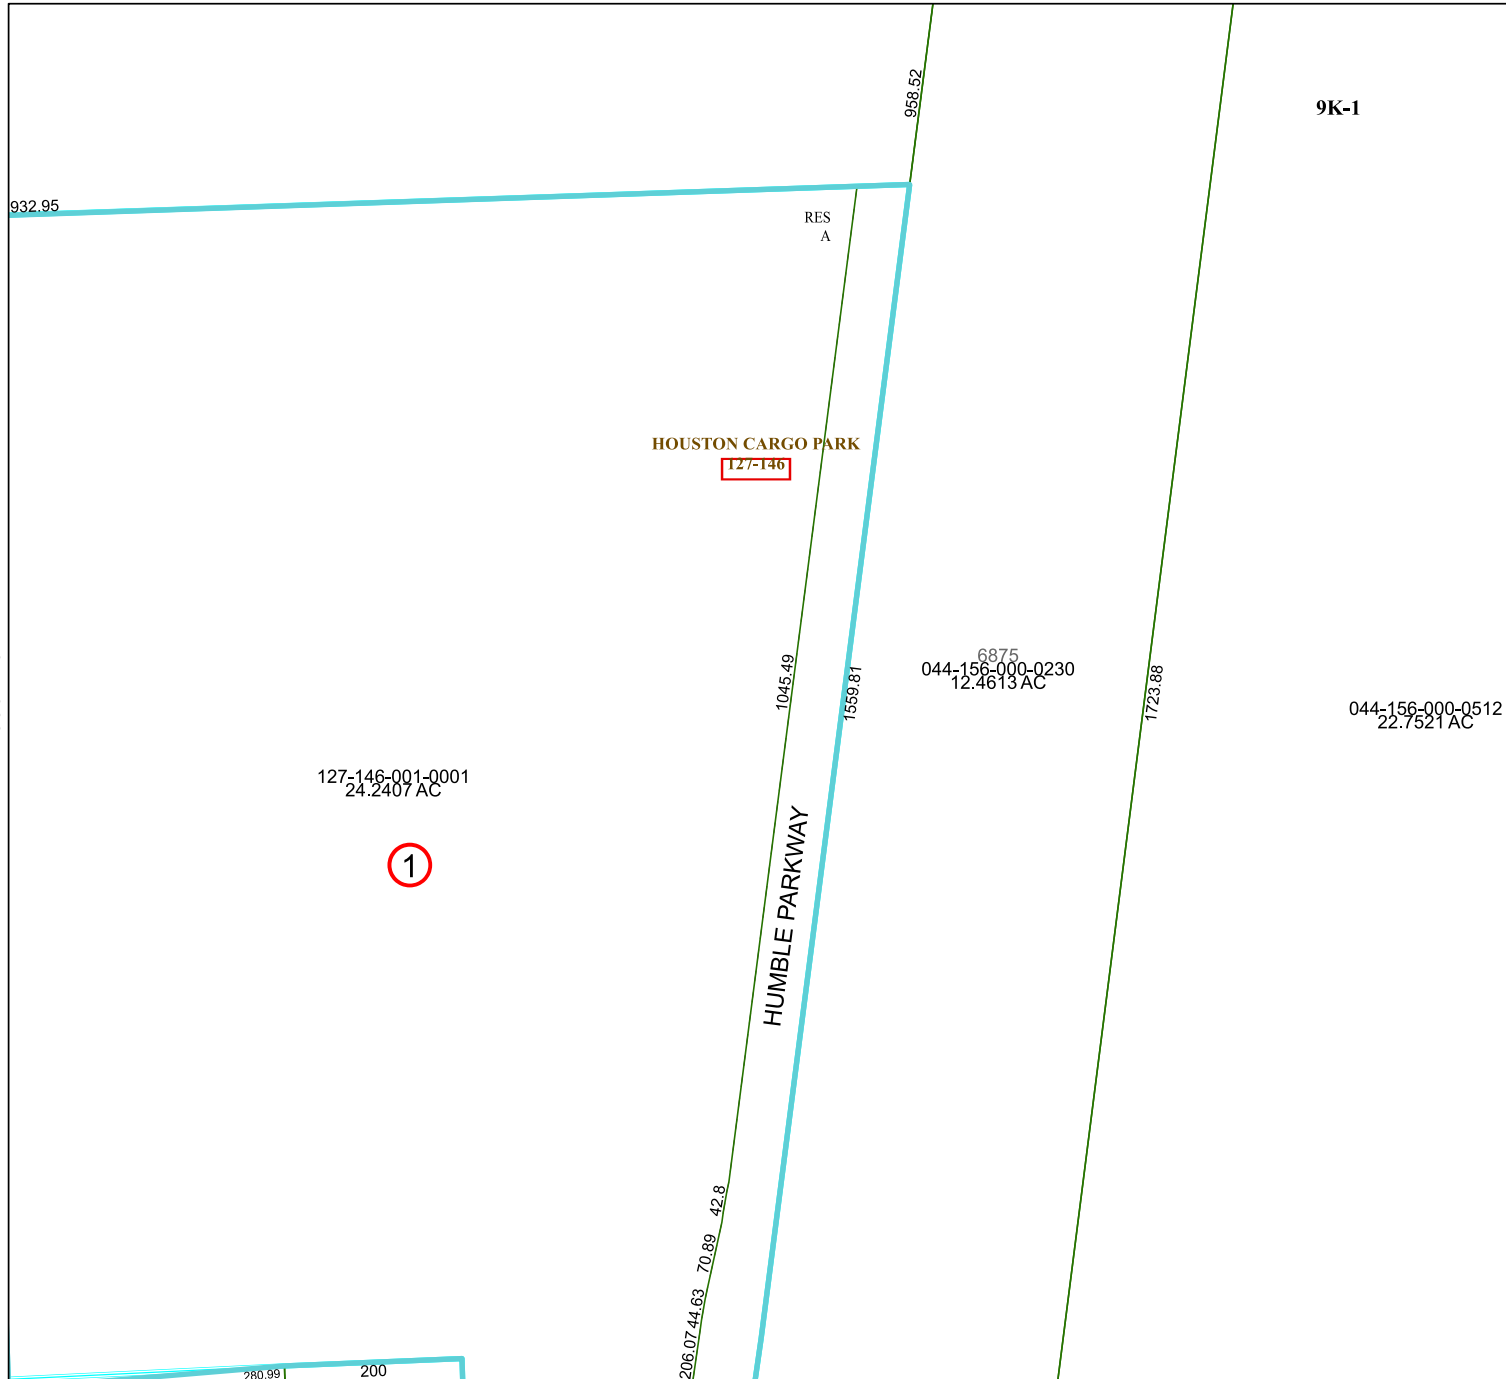 958.52
9K-1
932.95
RES
A
HOUSTON CARGO PARK
127-146
1045.49
1559.81
6875
044-156-000-0230
12.4613 AC
1723.88
044-156-000-0512
22.7521 AC
127-146-001-0001
24.2407 AC
1
HUMBLE PARKWAY
42.8
70.89
44.63
206.07
280.99
200